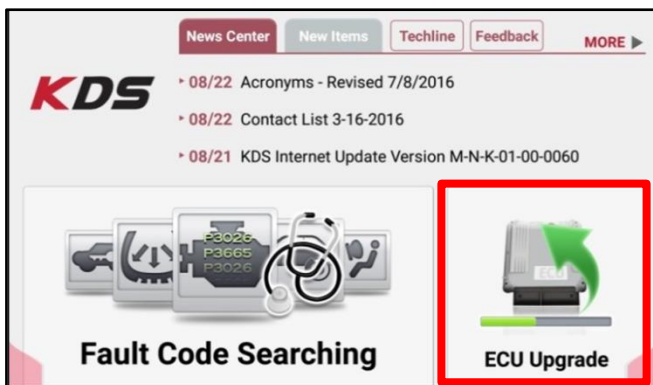 News Center New Items Techline Feedback MORE ▶
KDS
08/22 Acronyms - Revised 7/8/2016
08/22 Contact List 3-16-2016
08/21 KDS Internet Update Version M-N-K-01-00-0060
P3026
P3665
P3026
ECU
Fault Code Searching
ECU Upgrade